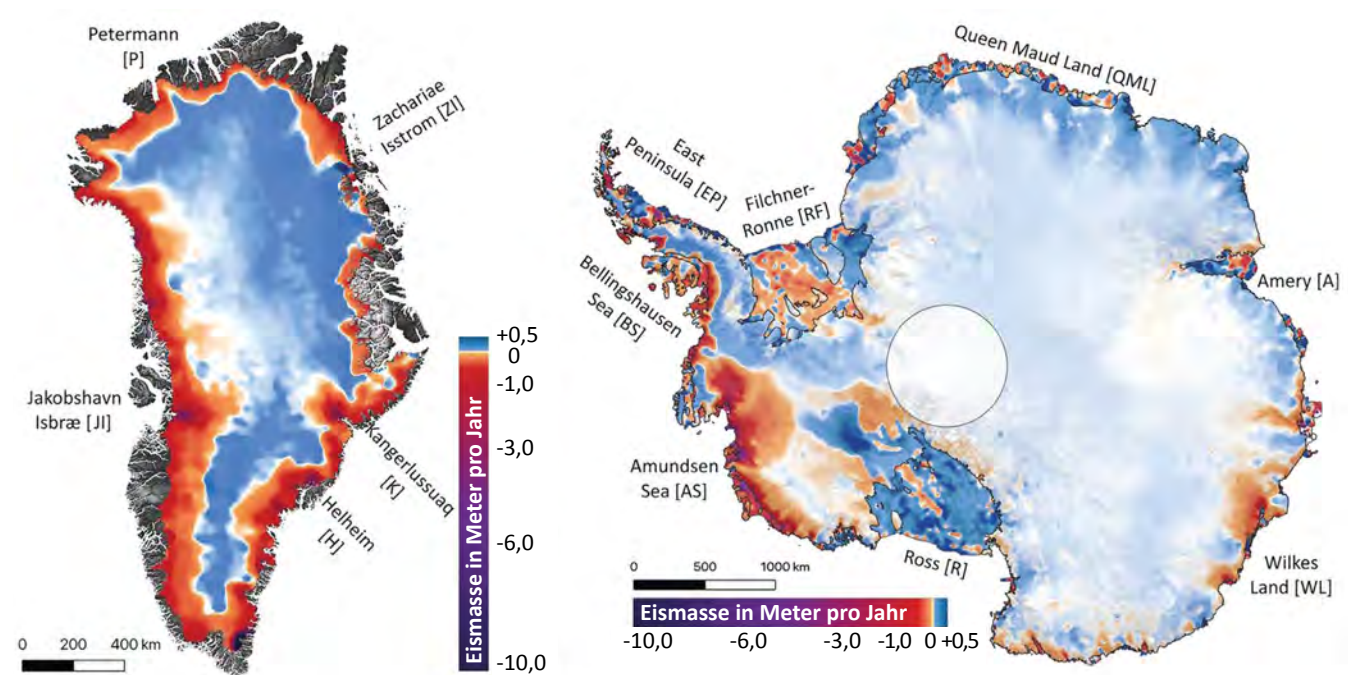 Petermann
[P]
Zachariae
Isstrom [ZI]
Jakobshavn
Isbræ [JI]
Kangerlussuaq
[K]
Helheim
[H]
0 200 400 km
+0,5
0
-1,0
-3,0
-6,0
-10,0
Eismasse in Meter pro Jahr
Queen Maud Land [QML]
East
Peninsula [EP]
Filchner-
Ronne [RF]
Bellingshausen
Sea [BS]
Amery [A]
Amundsen
Sea [AS]
Ross [R]
Wilkes
Land [WL]
0 500 1000 km
Eismasse in Meter pro Jahr
-10,0 -6,0 -3,0 -1,0 0 +0,5